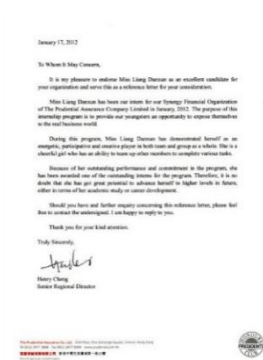 January 17, 2012
To Whom It May Concern,
It is my pleasure to endorse Miss Liang Danxun as an excellent candidate for
your organization and serve this as a reference letter for your consideration.
Miss Liang Danxun has been our intern for our Synergy Financial Organization
of The Prudential Assurance Company Limited in January, 2012. The purpose of this
internship program is to provide our youngsters an opportunity to expose themselves to
the real business world.
During this program, Miss Liang Danxun has demonstrated herself as an
energetic, participative and creative player in both team and group as a whole. She is a
cheerful girl who has an ability to team up other members to complete various tasks.
Because of her outstanding performance and commitment in the program, she has
been awarded one of the outstanding interns for the program. Therefore, it is no
doubt that she has got great potential to advance herself to higher levels in future,
either in terms of her academic study or career development.
Should you have and further enquiry concerning this reference letter, please feel
free to contact the undersigned. I am happy to reply to you.
Thank you for your kind attention.
Truly Sincerely,
Henry Cheng
Senior Regional Director
The Prudential Assurance Co. Ltd.
PRESIDENT